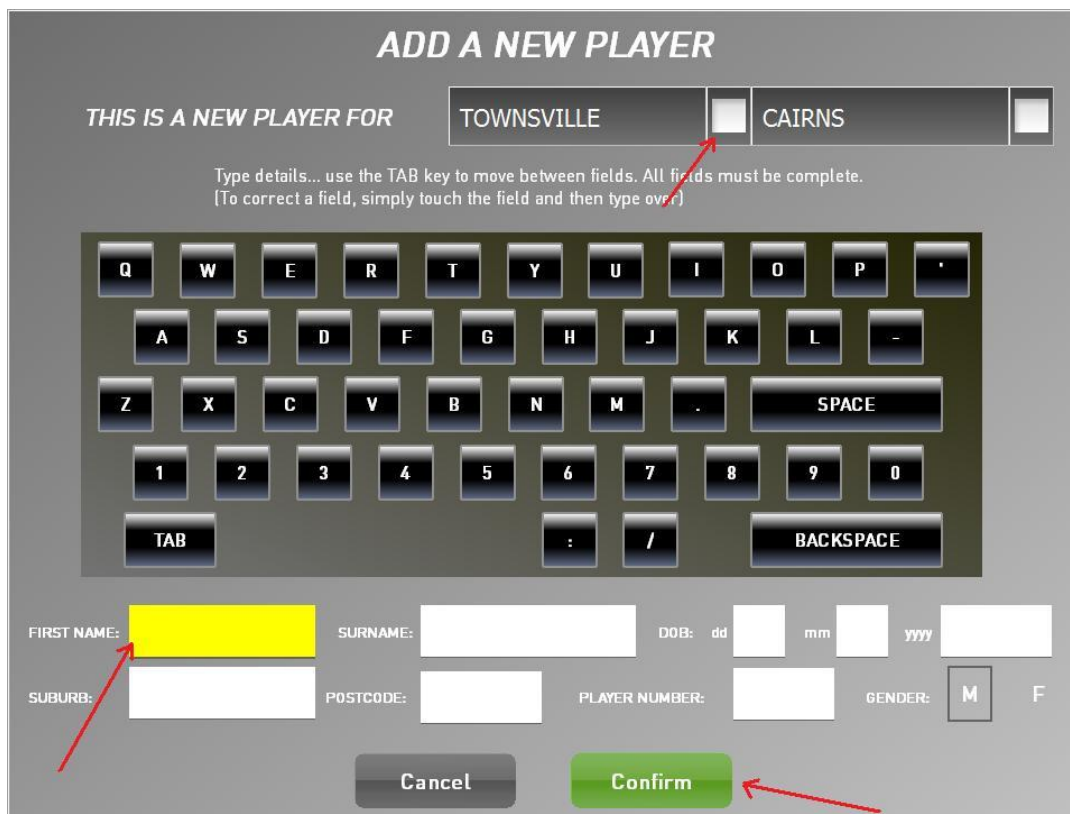 ADD A NEW PLAYER
THIS IS A NEW PLAYER FOR TOWNSVILLE CAIRNS
Type details... use the TAB key to move between fields. All fields must be complete.
(To correct a field, simply touch the field and then type over)
Q W E R T Y U I O P '
A S D F G H J K L -
Z X C V B N M . SPACE
1 2 3 4 5 6 7 8 9 0
TAB : / BACKSPACE
FIRST NAME: SURNAME: DOB: dd mm yyyy
SUBURB: POSTCODE: PLAYER NUMBER: GENDER: M F
Cancel Confirm